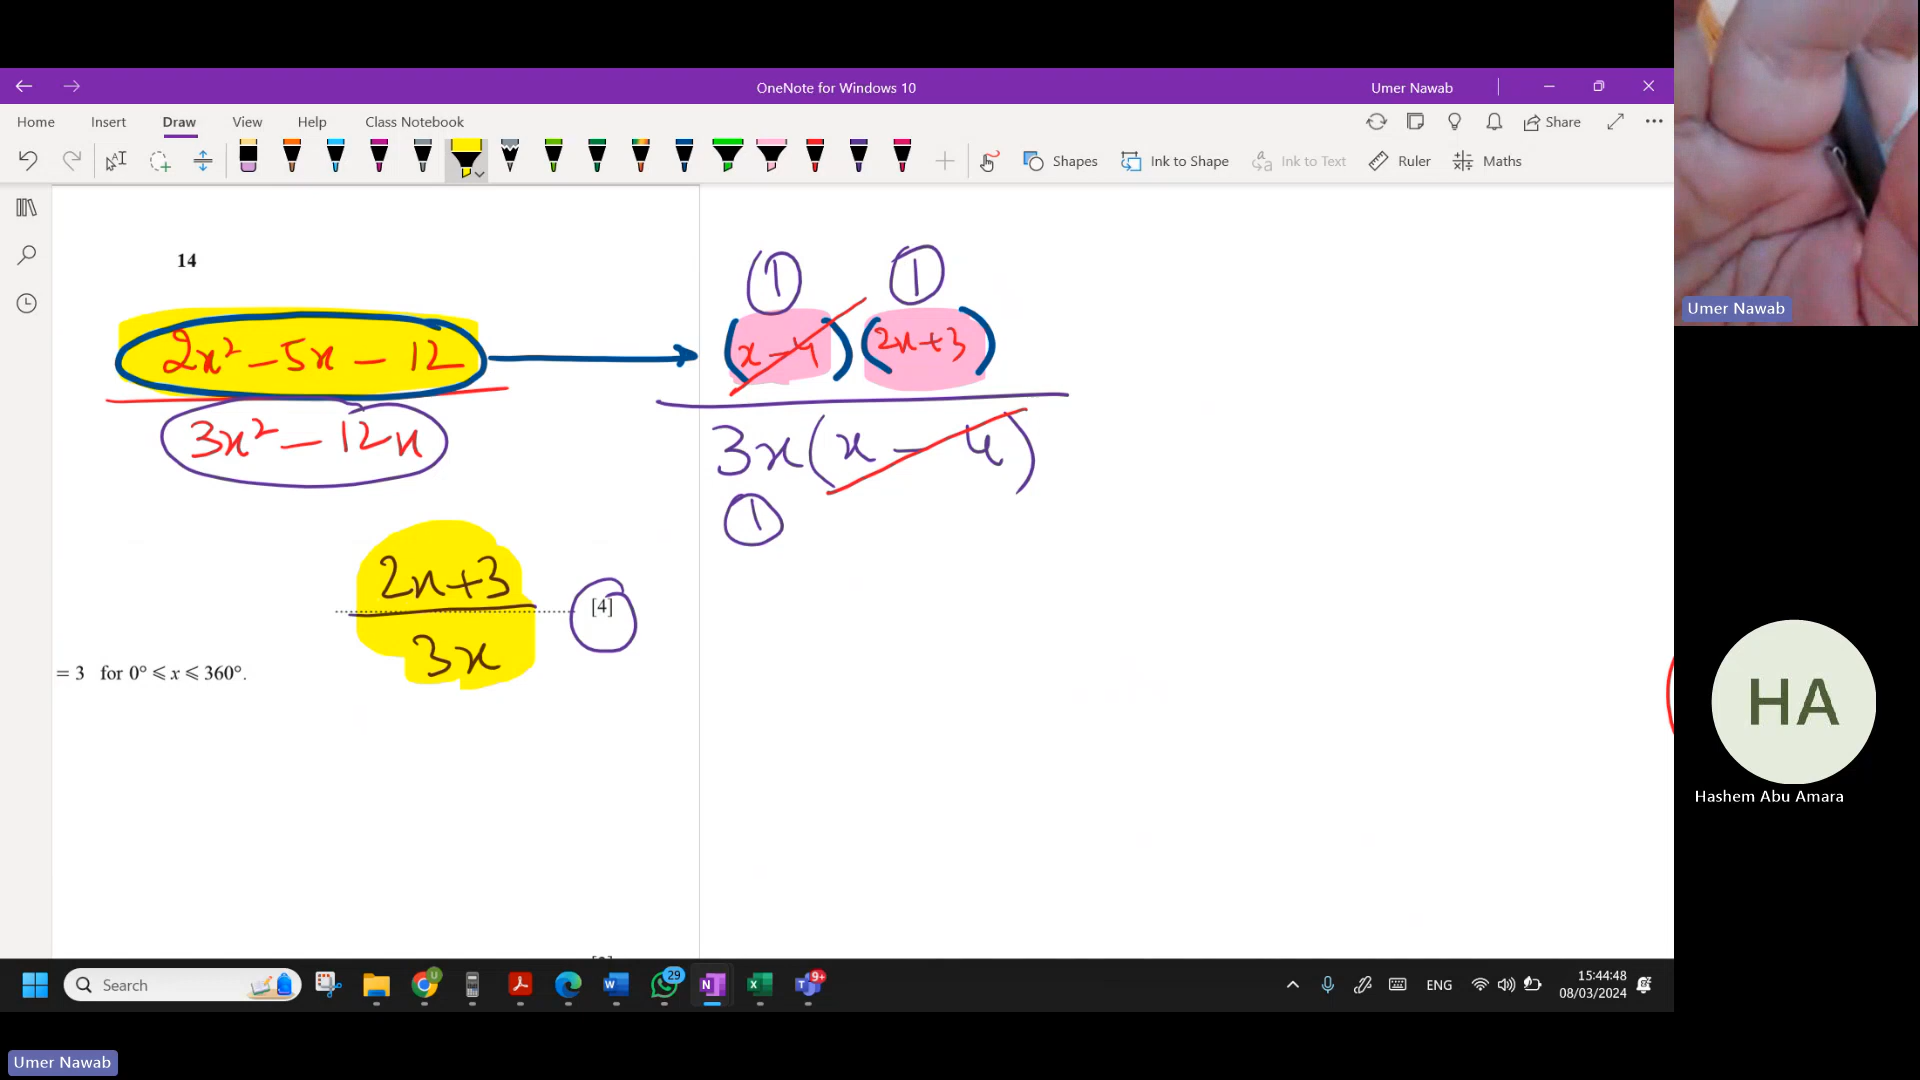 OneNote for Windows 10
Umer Nawab
Home Insert Draw View Help Class Notebook
Share
Shapes Ink to Shape Ink to Text Ruler Maths
14
2x² - 5x - 12
3x² - 12x
① ①
(x - 4) (2x+3)
3x(x - 4)
①
2x+3
3x
[4]
= 3 for 0° ⩽ x ⩽ 360°.
Umer Nawab
HA
Hashem Abu Amara
Search
29
9+
ENG
15:44:48
08/03/2024
Umer Nawab